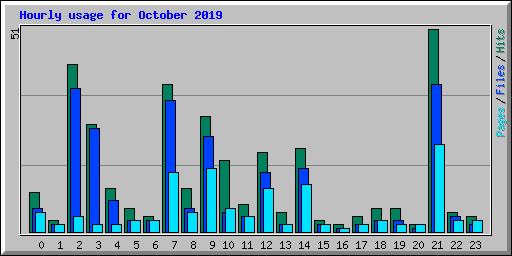 Hourly usage for October 2019
51
Pages/Files/Hits
0 1 2 3 4 5 6 7 8 9 10 11 12 13 14 15 16 17 18 19 20 21 22 23